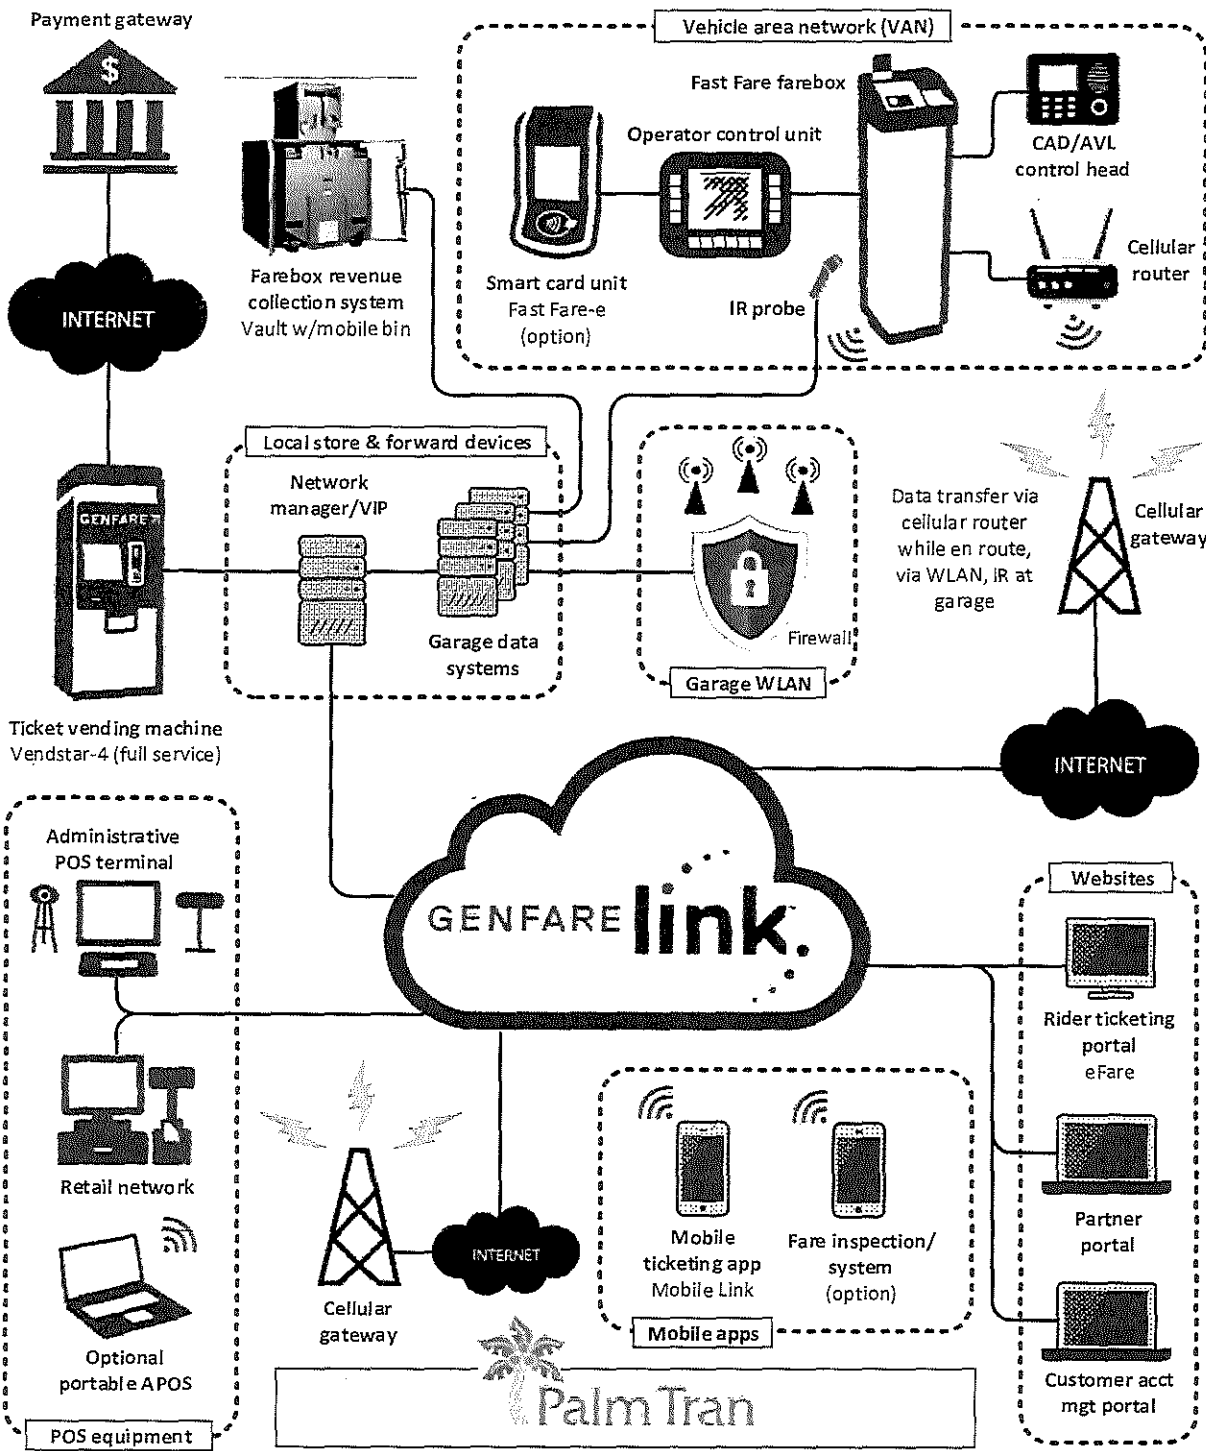 Payment gateway
$
INTERNET
Farebox revenue
collection system
Vault w/mobile bin
Vehicle area network (VAN)
Fast Fare farebox
Operator control unit
CAD/AVL
control head
Cellular
router
Smart card unit
Fast Fare-e
(option)
IR probe
Local store & forward devices
Network
manager/VIP
Garage data
systems
GENFARE
Ticket vending machine
Vendstar-4 (full service)
Firewall
Garage WLAN
Data transfer via
cellular router
while en route,
via WLAN, IR at
garage
Cellular
gateway
INTERNET
Administrative
POS terminal
Retail network
Optional
portable APOS
POS equipment
GENFARE link
Cellular
gateway
INTERNET
Mobile
ticketing app
Mobile Link
Fare inspection/
system
(option)
Mobile apps
Websites
Rider ticketing
portal
eFare
Partner
portal
Customer acct
mgt portal
Palm Tran